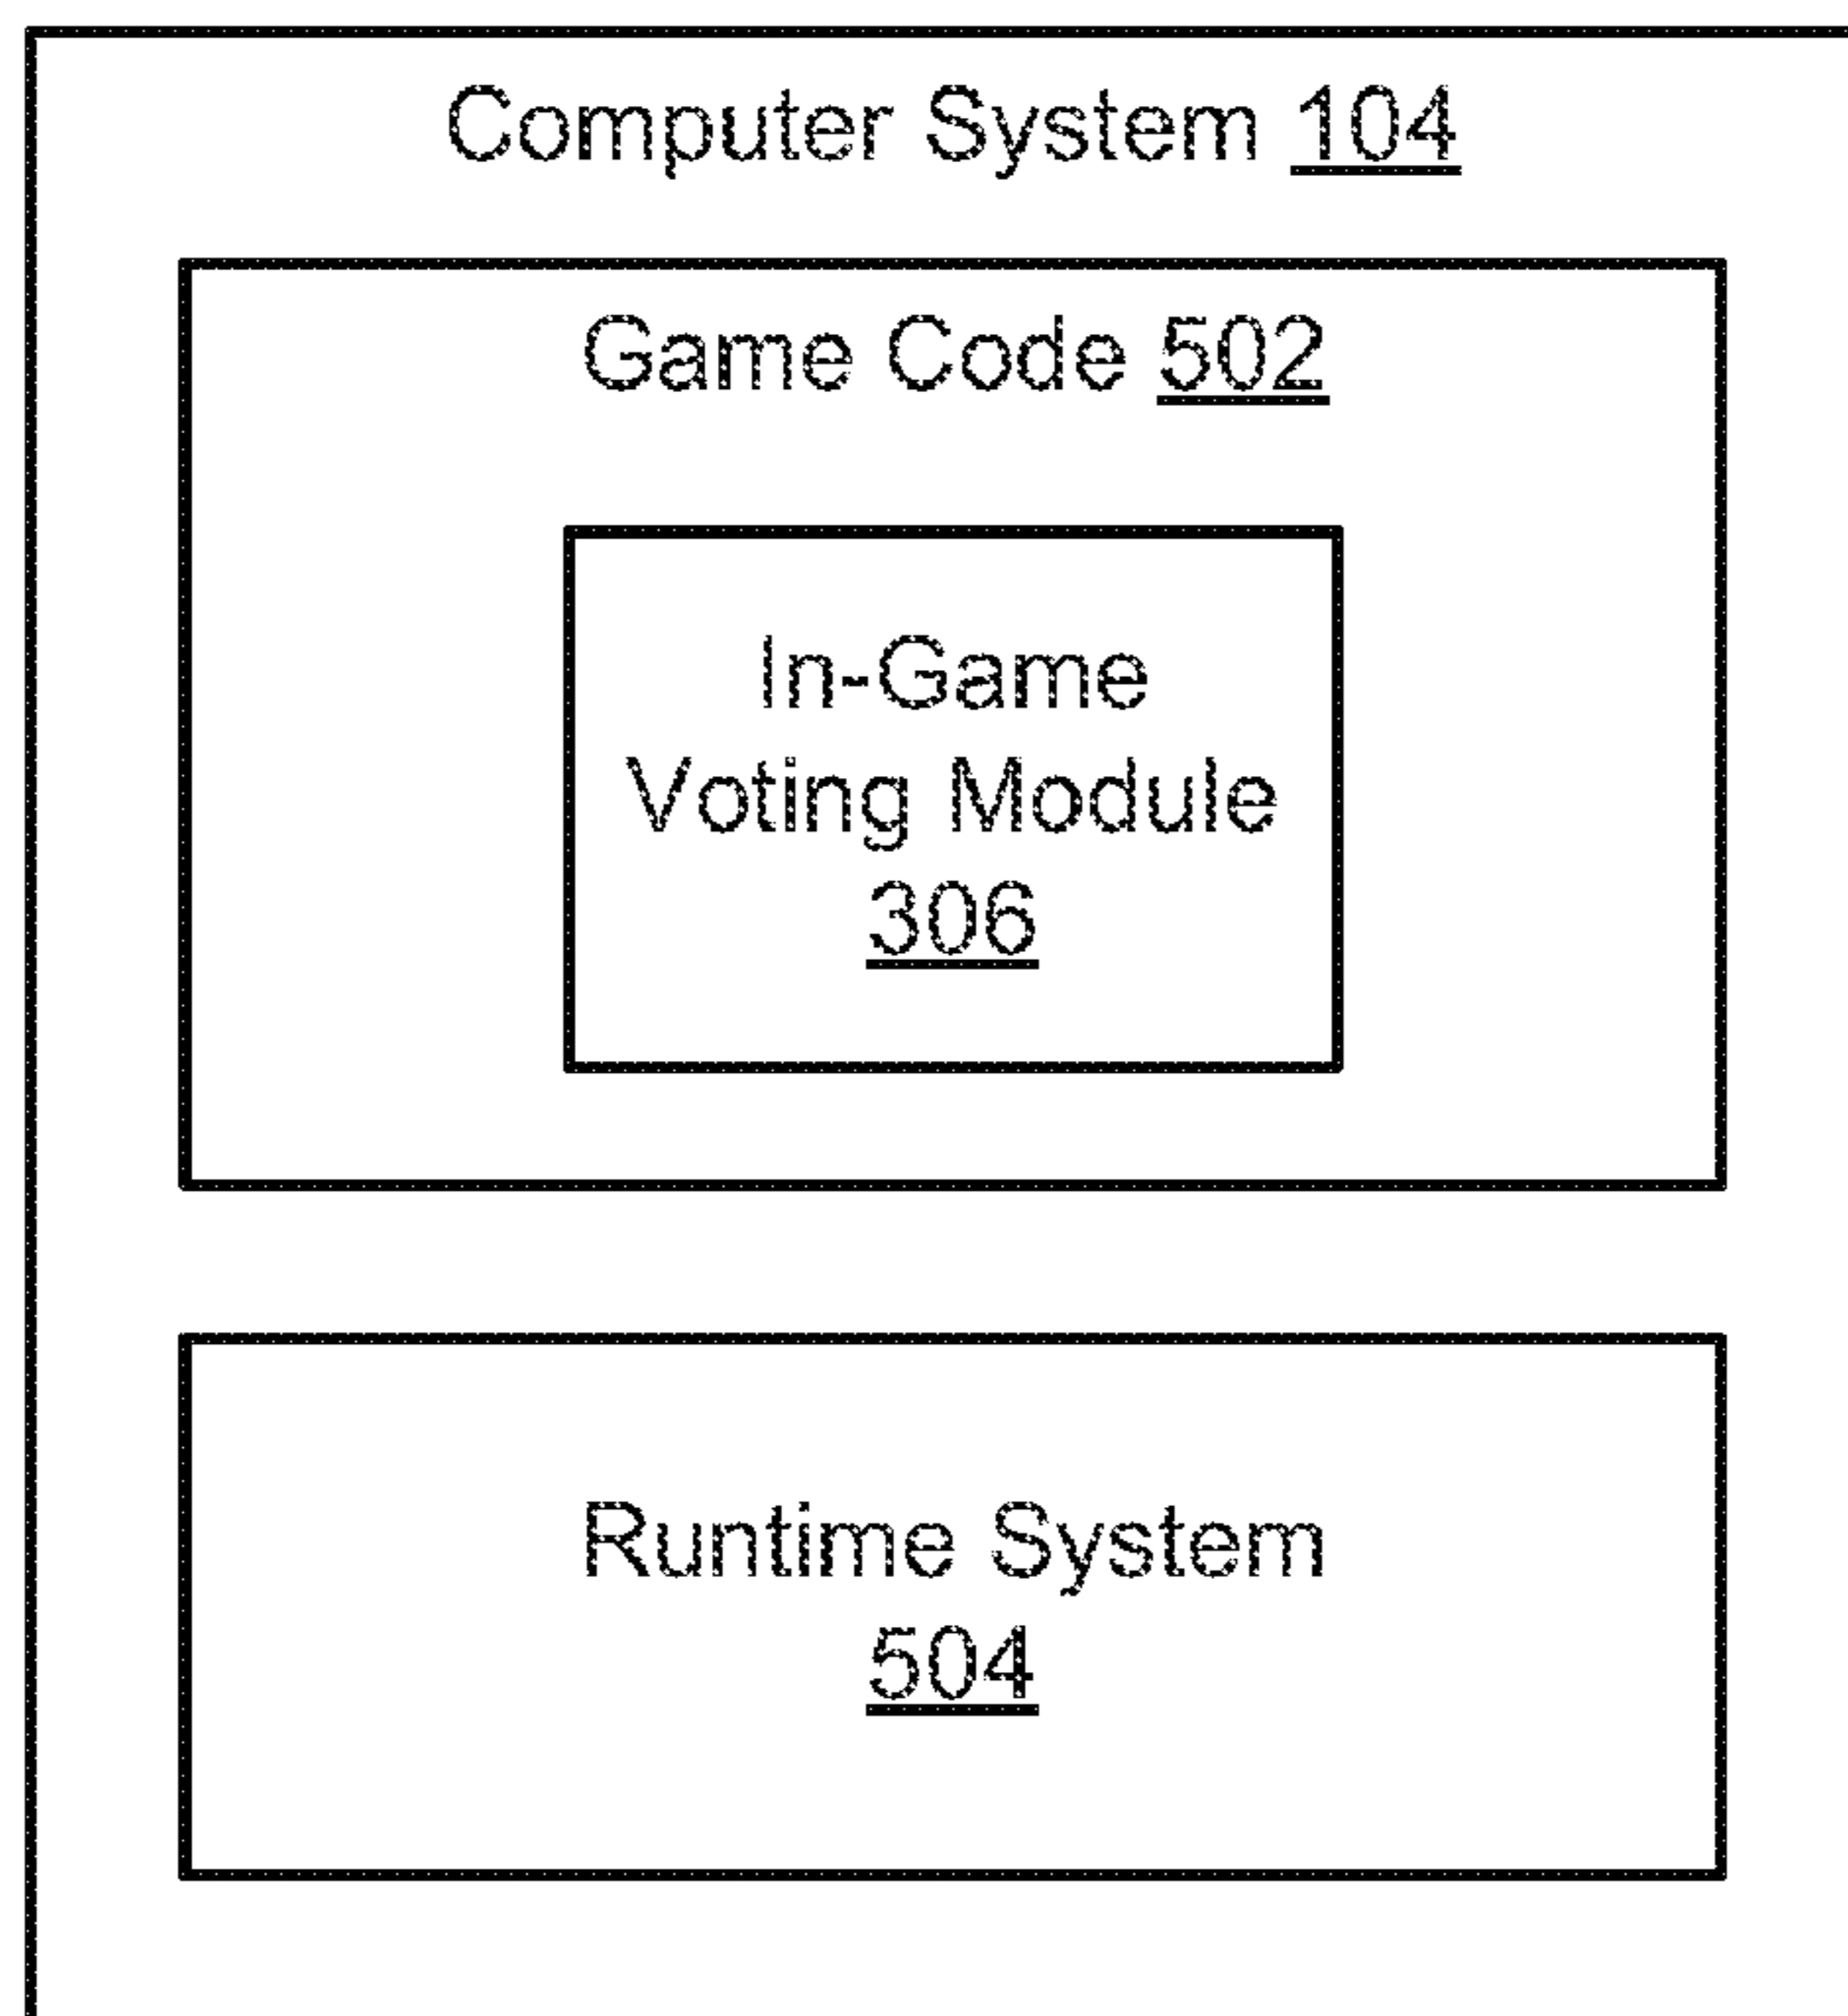 Computer System 104
Game Code 502
In-Game
Voting Module
306
Runtime System
504